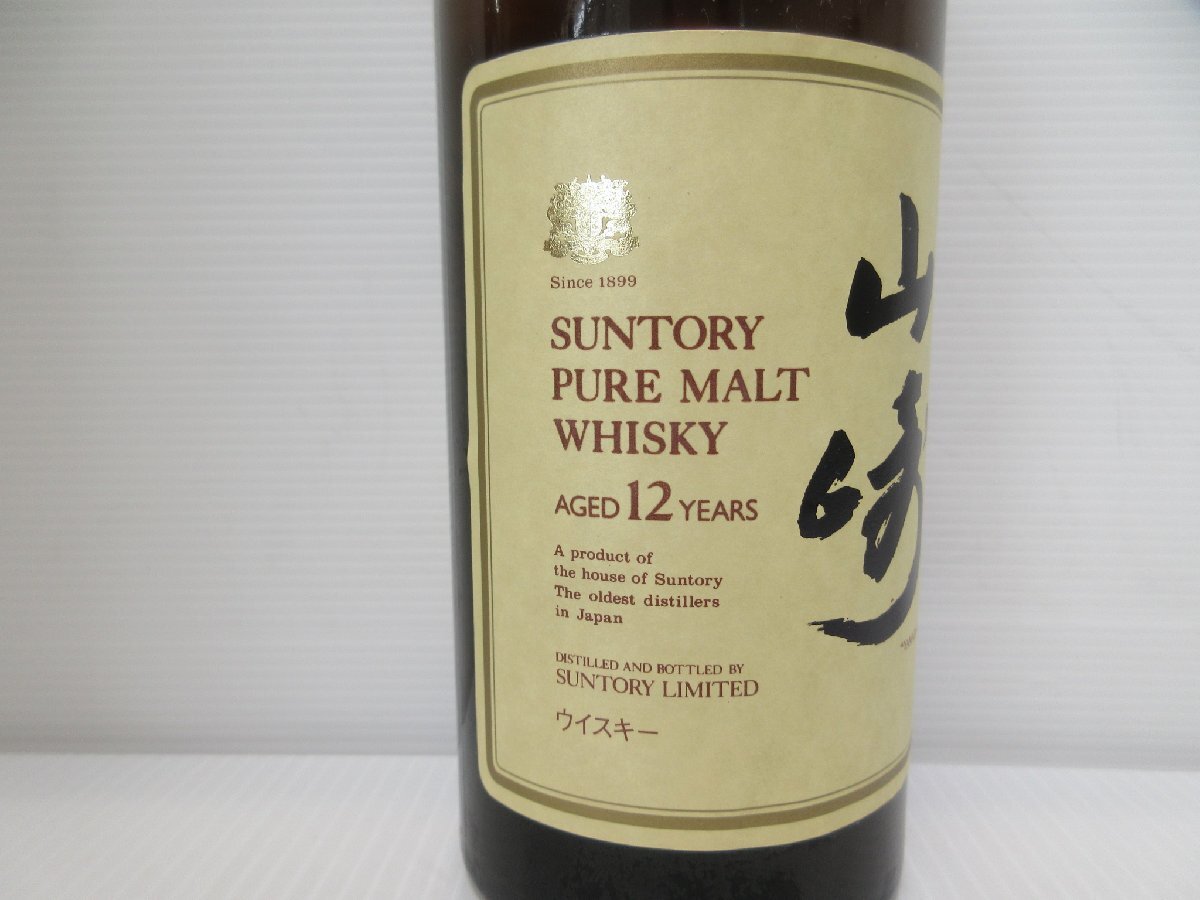 Since 1899
SUNTORY
PURE MALT
WHISKY
AGED 12 YEARS
A product of
the house of Suntory
The oldest distillers
in Japan
DISTILLED AND BOTTLED BY
SUNTORY LIMITED
ウイスキー
山崎